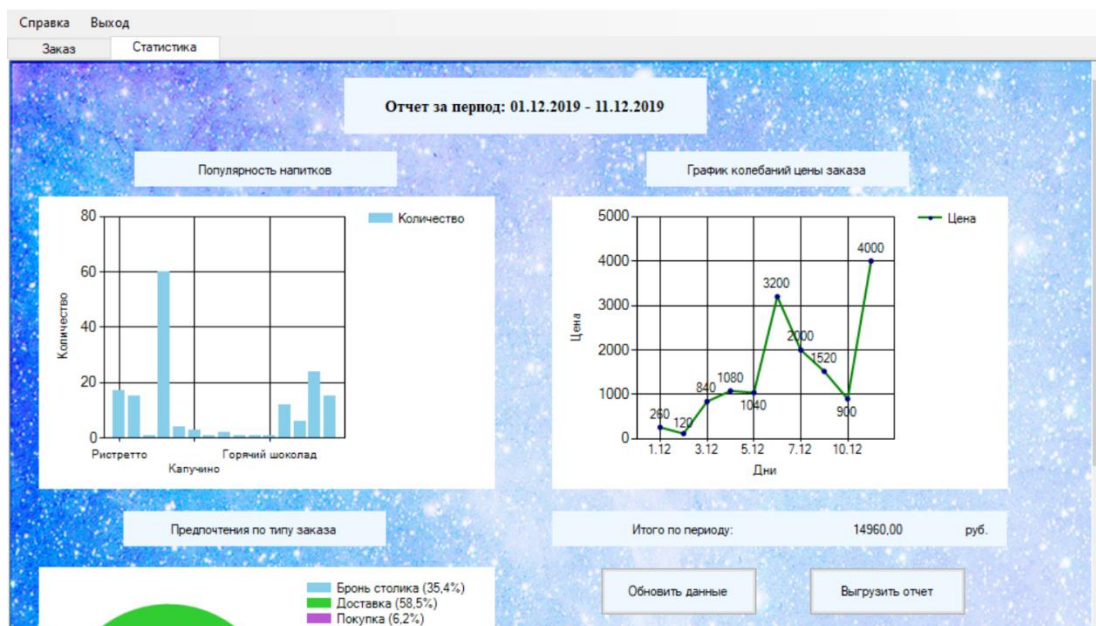 Справка Выход
Заказ Статистика
Отчет за период: 01.12.2019 - 11.12.2019
Популярность напитков
График колебаний цены заказа
Количество
Количество
80
60
40
20
0
Ристретто
Капучино
Горячий шоколад
Цена
Цена
5000
4000
3000
2000
1000
0
260
120
840
1080
1040
3200
2000
1520
900
4000
1.12 3.12 5.12 7.12 10.12
Дни
Предпочтения по типу заказа
Итого по периоду: 14960,00 руб.
Бронь столика (35,4%)
Доставка (58,5%)
Покупка (6,2%)
Обновить данные
Выгрузить отчет